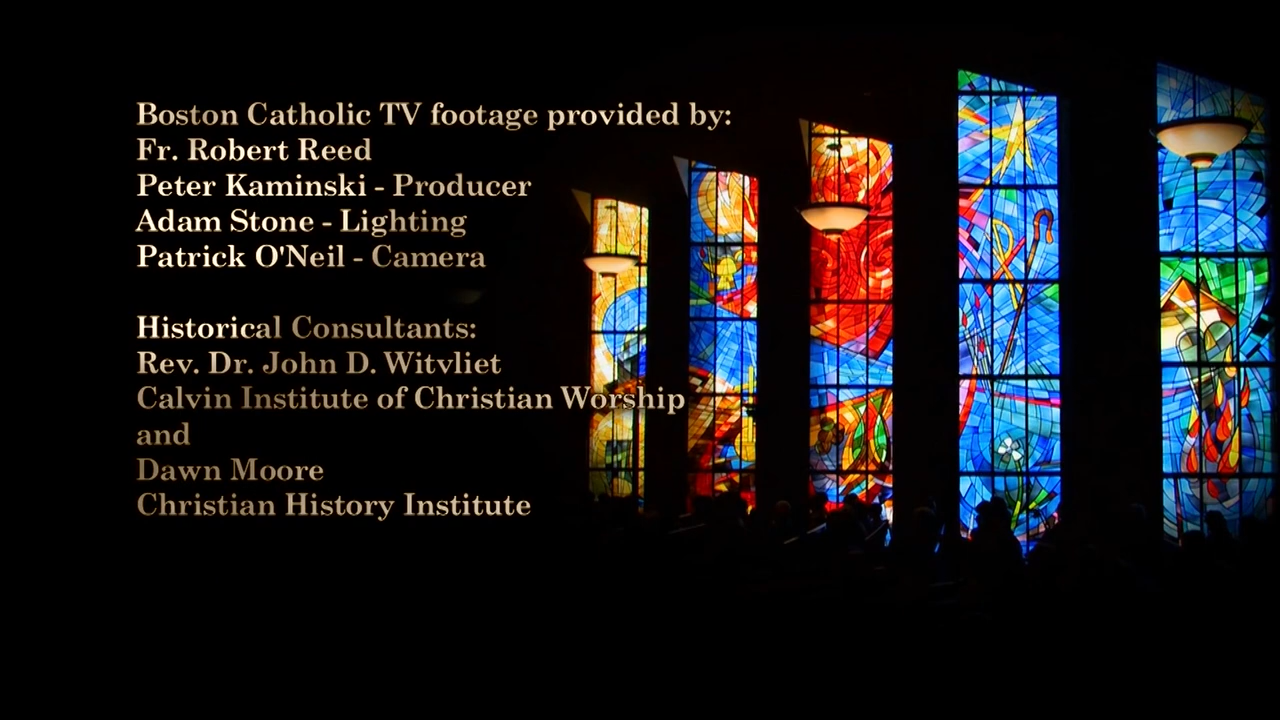 Boston Catholic TV footage provided by:
Fr. Robert Reed
Peter Kaminski - Producer
Adam Stone - Lighting
Patrick O'Neil - Camera
Historical Consultants:
Rev. Dr. John D. Witvliet
Calvin Institute of Christian Worship
and
Dawn Moore
Christian History Institute